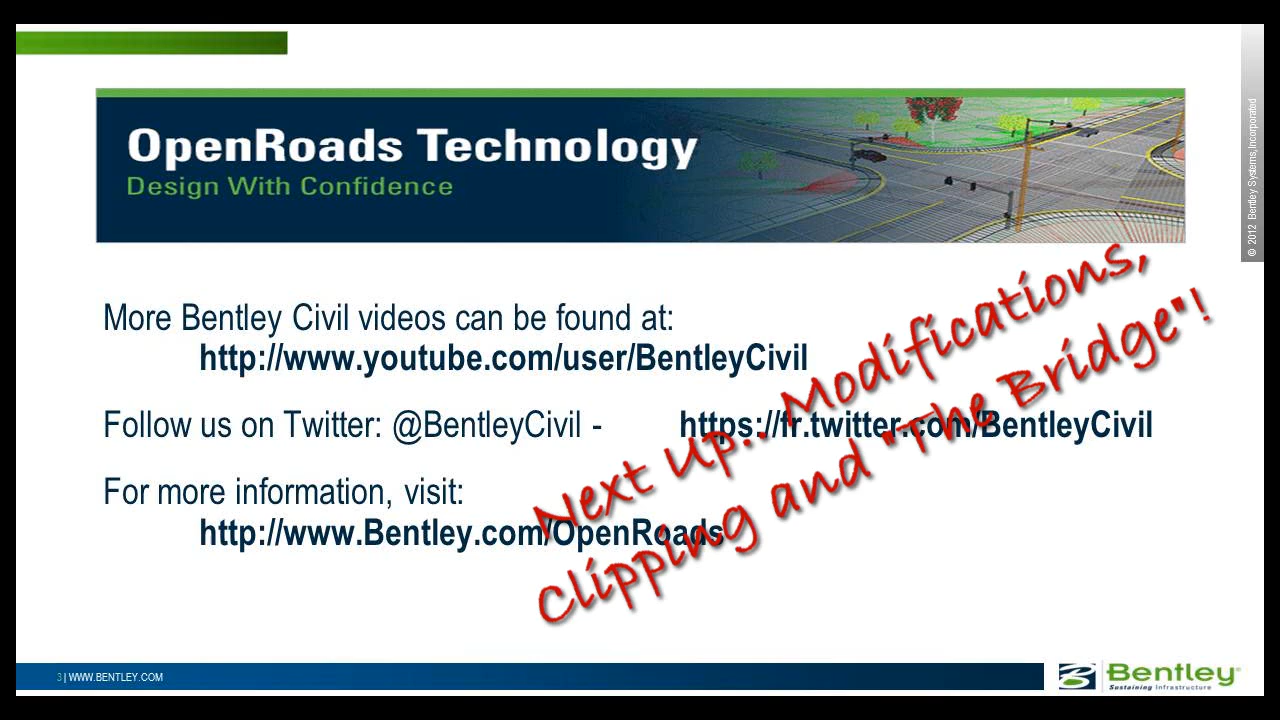 © 2012 Bentley Systems, Incorporated
OpenRoads Technology
Design With Confidence
More Bentley Civil videos can be found at:
http://www.youtube.com/user/BentleyCivil
Follow us on Twitter: @BentleyCivil - https://fr.twitter.com/BentleyCivil
For more information, visit:
http://www.Bentley.com/OpenRoads
Next Up.. Modifications,
Clipping and "The Bridge"!
3 | WWW.BENTLEY.COM
Bentley®
Sustaining Infrastructure